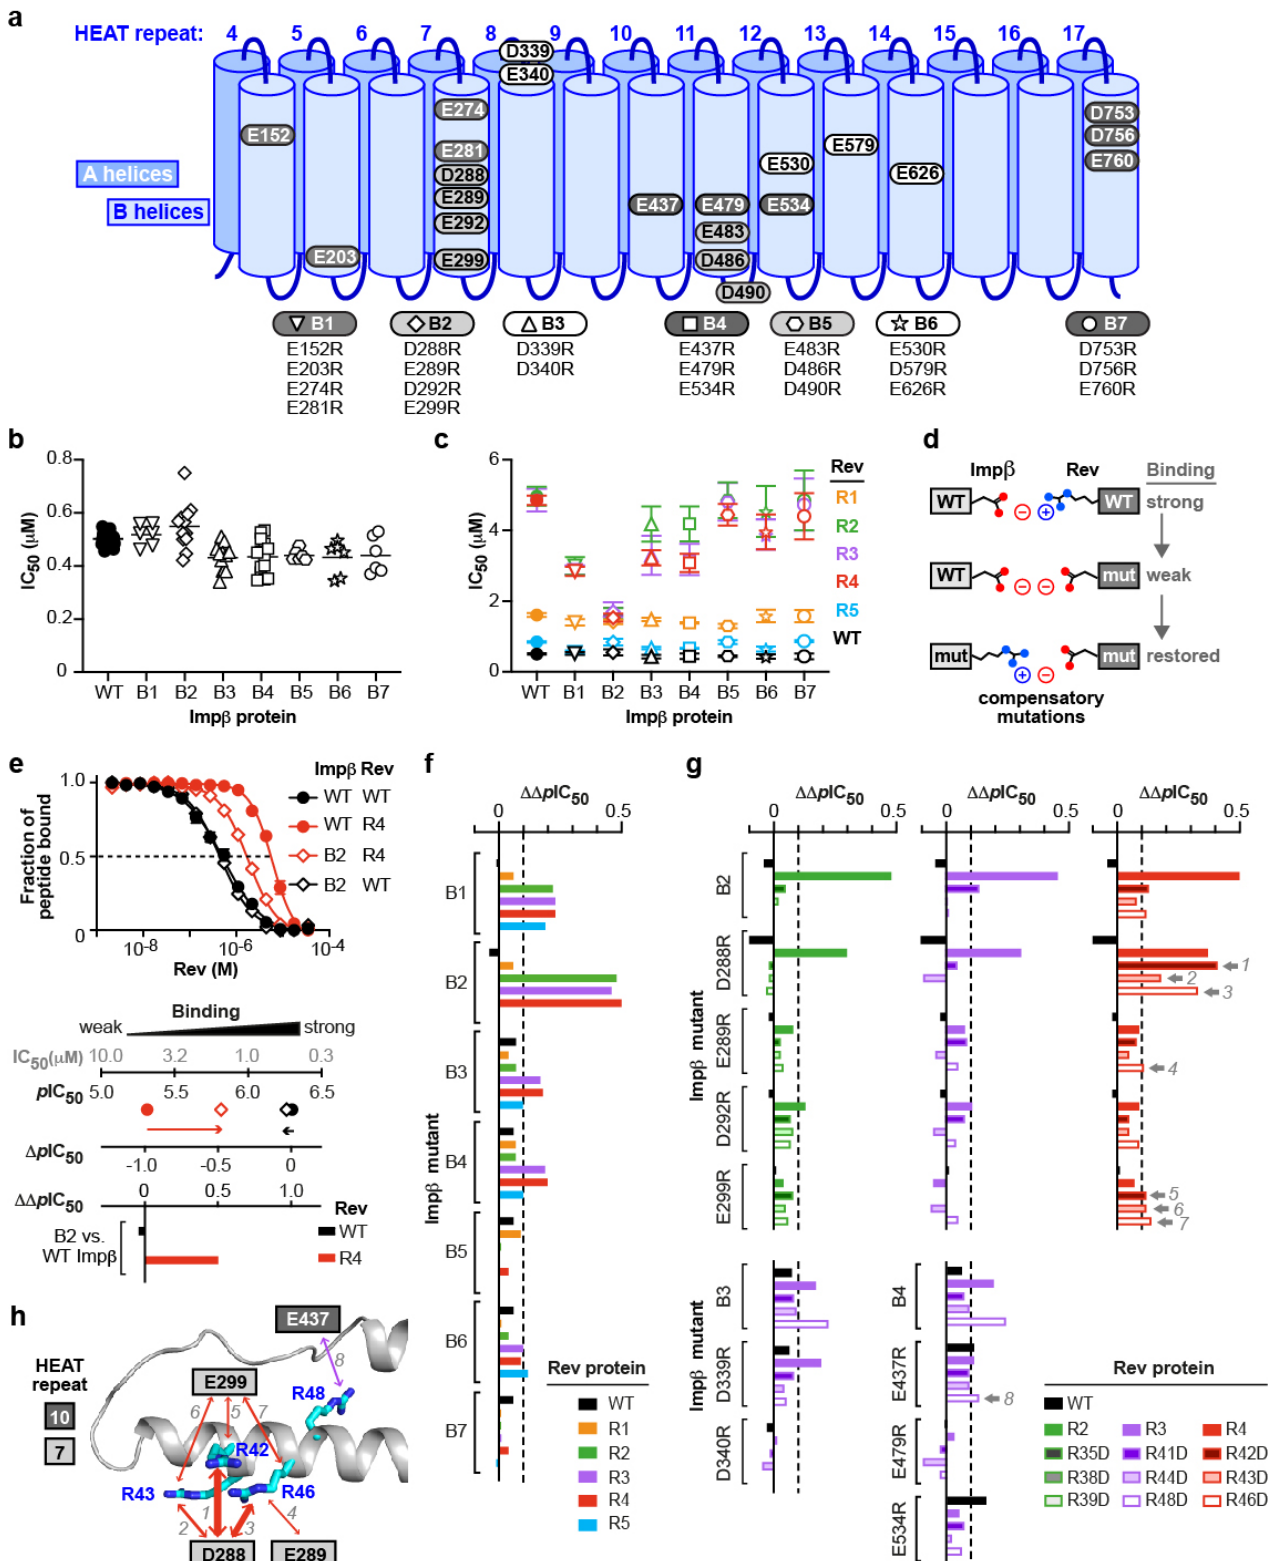 a
HEAT repeat: 4 5 6 7 8 9 10 11 12 13 14 15 16 17
D339
E340
E274
D753
E152
D756
E579
E281
E530
E760
A helices
D288
E626
E289
B helices
E437 E479 E534
E292
E483
E203
E299
D486
D490
B1 B2 B3 B4 B5 B6 B7
E152R D288R D339R E437R E483R E530R D753R
E203R E289R D340R E479R D486R D579R D756R
E274R D292R E534R D490R E626R E760R
E281R E299R
b
IC50 (μM)
0.8
0.6
0.4
0.2
0
WT B1 B2 B3 B4 B5 B6 B7
Impβ protein
c
IC50 (μM)
6
4
2
0
WT B1 B2 B3 B4 B5 B6 B7
Impβ protein
Rev
R1
R2
R3
R4
R5
WT
d
Impβ Rev Binding
WT WT strong
WT mut weak
mut mut restored
compensatory
mutations
e
Fraction of
peptide bound
1.0
0.5
0
10-8 10-6 10-4
Rev (M)
Impβ Rev
WT WT
WT R4
B2 R4
B2 WT
Binding
weak strong
IC50(μM) 10.0 3.2 1.0 0.3
pIC50 5.0 5.5 6.0 6.5
ΔpIC50
-1.0 -0.5 0
0 0.5 1.0
ΔΔpIC50
Rev
B2 vs.
WT Impβ
WT
R4
f
ΔΔpIC50
0 0.5
Impβ mutant
B1
B2
B3
B4
B5
B6
B7
Rev protein
WT
R1
R2
R3
R4
R5
g
ΔΔpIC50 ΔΔpIC50 ΔΔpIC50
0 0.5 0 0.5 0 0.5
Impβ mutant
B2
D288R
1
2
3
E289R
4
D292R
E299R
5
6
7
Impβ mutant
B3
D339R
D340R
B4
E437R
8
E479R
E534R
Rev protein
WT
R2 R3 R4
R35D R41D R42D
R38D R44D R43D
R39D R48D R46D
h
HEAT
repeat
10
7
E437
8
E299
R48
6 5 7
R42
R43 R46
1
2 3 4
D288 E289